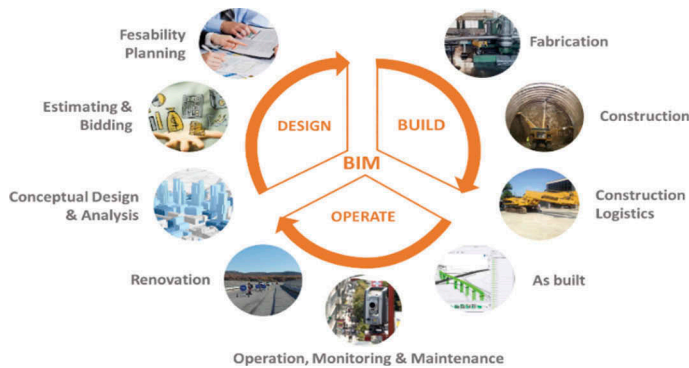 Fesability
Planning
Fabrication
Estimating &
Bidding
DESIGN
BUILD
Construction
BIM
Conceptual Design
& Analysis
OPERATE
Construction
Logistics
Renovation
As built
Operation, Monitoring & Maintenance